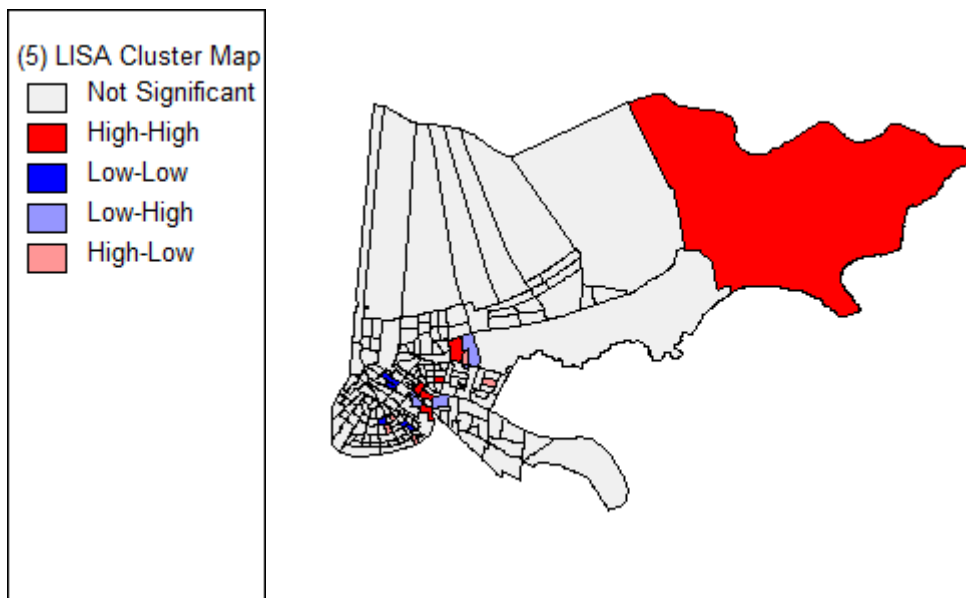 (5) LISA Cluster Map
Not Significant
High-High
Low-Low
Low-High
High-Low